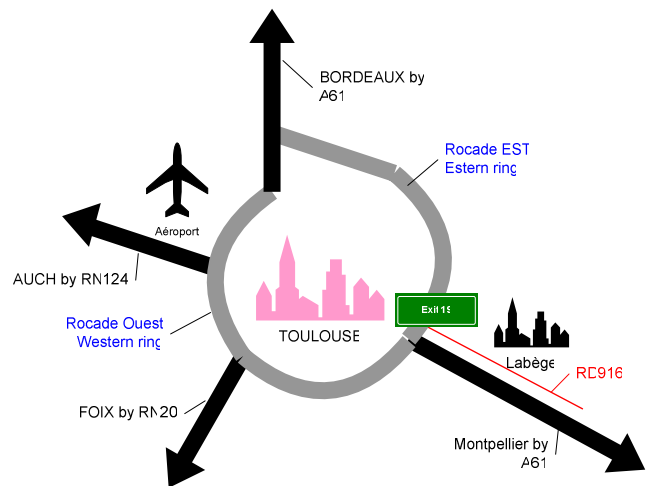 BORDEAUX by
A61
Rocade EST
Estern ring
Aéroport
AUCH by RN124
TOULOUSE
Exit 19
Rocade Ouest
Western ring
Labège
RD916
FOIX by RN20
Montpellier by
A61